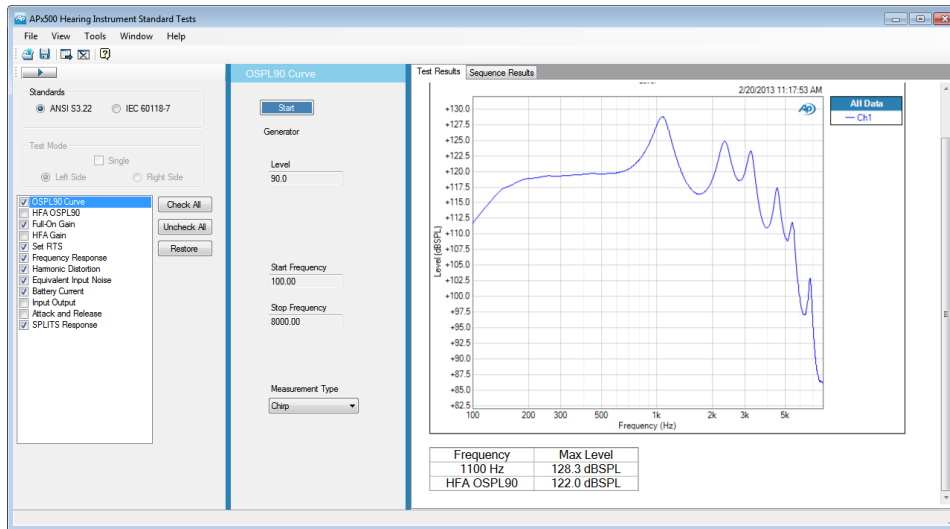 APx500 Hearing Instrument Standard Tests
File View Tools Window Help
Standards
ANSI S3.22 IEC 60118-7
Test Mode
Single
Left Side Right Side
OSPL90 Curve
HFA OSPL90
Full-On Gain
HFA Gain
Set RTS
Frequency Response
Harmonic Distortion
Equivalent Input Noise
Battery Current
Input Output
Attack and Release
SPLITS Response
Check All
Uncheck All
Restore
OSPL90 Curve
Start
Generator
Level
90.0
Start Frequency
100.00
Stop Frequency
8000.00
Measurement Type
Chirp
Test Results Sequence Results
2/20/2013 11:17:53 AM
AP
All Data
Ch1
Level (dBSPL)
+130.0
+127.5
+125.0
+122.5
+120.0
+117.5
+115.0
+112.5
+110.0
+107.5
+105.0
+102.5
+100.0
+97.5
+95.0
+92.5
+90.0
+87.5
+85.0
+82.5
100 200 300 500 1k 2k 3k 5k
Frequency (Hz)
Frequency Max Level
1100 Hz 128.3 dBSPL
HFA OSPL90 122.0 dBSPL